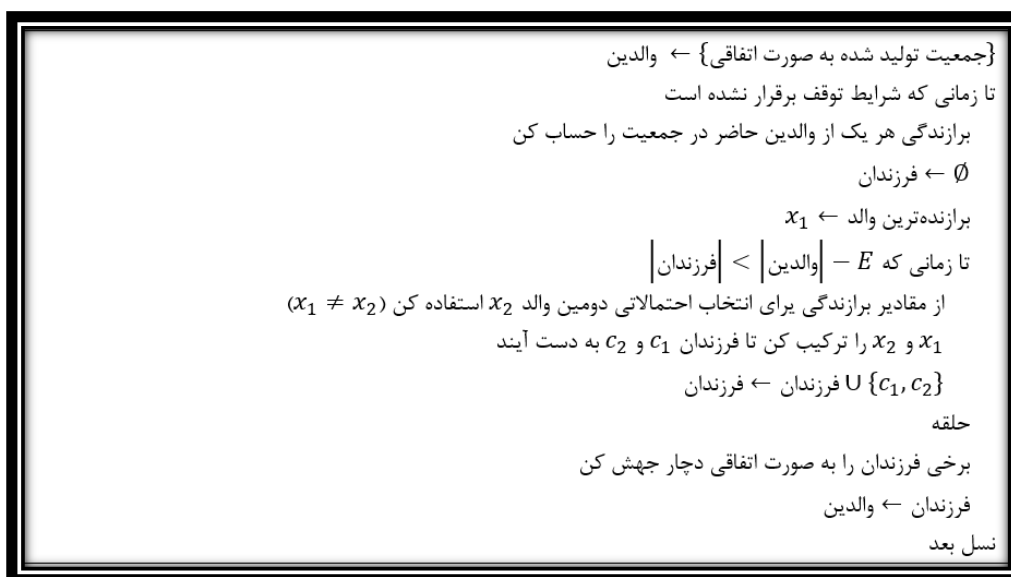 {جمعیت تولید شده به صورت اتفاقی} ← والدین
تا زمانی که شرایط توقف برقرار نشده است
برازندگی هر یک از والدین حاضر در جمعیت را حساب کن
∅ ← فرزندان
برازنده‌ترین والد ← x₁
تا زمانی که |فرزندان| < |والدین| − E
از مقادیر برازندگی یرای انتخاب احتمالاتی دومین والد x₂ استفاده کن (x₁ ≠ x₂)
x₁ و x₂ را ترکیب کن تا فرزندان c₁ و c₂ به دست آیند
فرزندان ← فرزندان ∪ {c₁, c₂}
حلقه
برخی فرزندان را به صورت اتفاقی دچار جهش کن
فرزندان ← والدین
نسل بعد